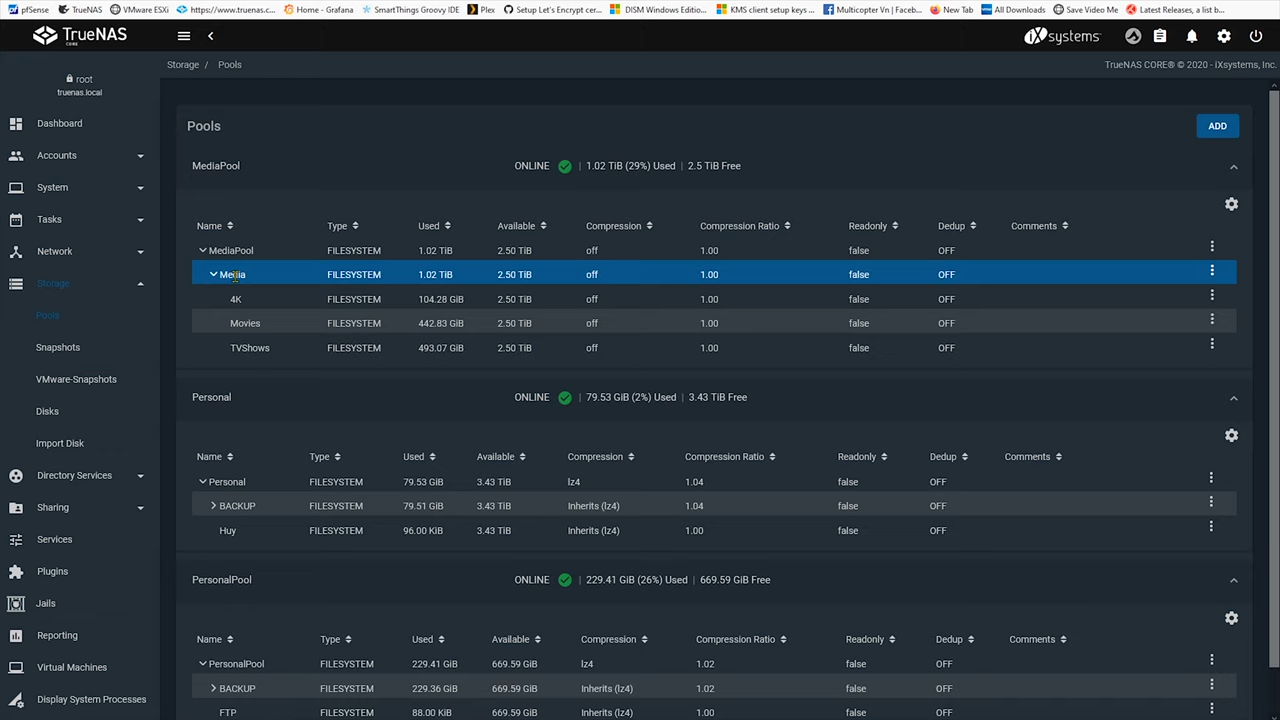 pfSense TrueNAS VMware ESXi https://www.truenas.c... Home - Grafana SmartThings Groovy IDE Plex Setup Let's Encrypt cer... DISM Windows Edition... KMS client setup keys ... Multicopter Vn | Faceb... New Tab All Downloads Save Video Me Latest Releases, a list b...
TrueNAS CORE
iXsystems
Storage / Pools
TrueNAS CORE® © 2020 - iXsystems, Inc.
root
truenas.local
Dashboard
Accounts
System
Tasks
Network
Storage
Pools
Snapshots
VMware-Snapshots
Disks
Import Disk
Directory Services
Sharing
Services
Plugins
Jails
Reporting
Virtual Machines
Display System Processes
Pools
ADD
MediaPool ONLINE | 1.02 TiB (29%) Used | 2.5 TiB Free
Name Type Used Available Compression Compression Ratio Readonly Dedup Comments
MediaPool FILESYSTEM 1.02 TiB 2.50 TiB off 1.00 false OFF
Media FILESYSTEM 1.02 TiB 2.50 TiB off 1.00 false OFF
4K FILESYSTEM 104.28 GiB 2.50 TiB off 1.00 false OFF
Movies FILESYSTEM 442.83 GiB 2.50 TiB off 1.00 false OFF
TVShows FILESYSTEM 493.07 GiB 2.50 TiB off 1.00 false OFF
Personal ONLINE | 79.53 GiB (2%) Used | 3.43 TiB Free
Name Type Used Available Compression Compression Ratio Readonly Dedup Comments
Personal FILESYSTEM 79.53 GiB 3.43 TiB lz4 1.04 false OFF
BACKUP FILESYSTEM 79.51 GiB 3.43 TiB Inherits (lz4) 1.04 false OFF
Huy FILESYSTEM 96.00 KiB 3.43 TiB Inherits (lz4) 1.00 false OFF
PersonalPool ONLINE | 229.41 GiB (26%) Used | 669.59 GiB Free
Name Type Used Available Compression Compression Ratio Readonly Dedup Comments
PersonalPool FILESYSTEM 229.41 GiB 669.59 GiB lz4 1.02 false OFF
BACKUP FILESYSTEM 229.36 GiB 669.59 GiB Inherits (lz4) 1.02 false OFF
FTP FILESYSTEM 88.00 KiB 669.59 GiB Inherits (lz4) 1.00 false OFF